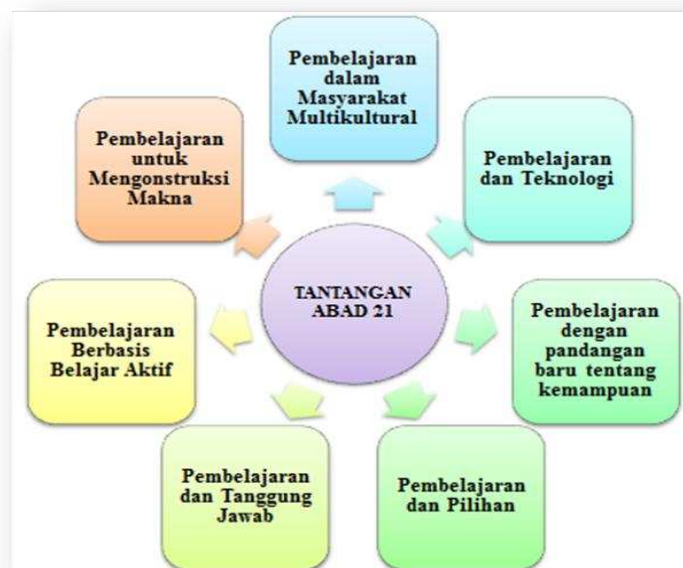 Pembelajaran
dalam
Masyarakat
Multikultural
Pembelajaran
untuk
Mengonstruksi
Makna
Pembelajaran
dan Teknologi
TANTANGAN
ABAD 21
Pembelajaran
Berbasis
Belajar Aktif
Pembelajaran
dengan
pandangan
baru tentang
kemampuan
Pembelajaran
dan Tanggung
Jawab
Pembelajaran
dan Pilihan